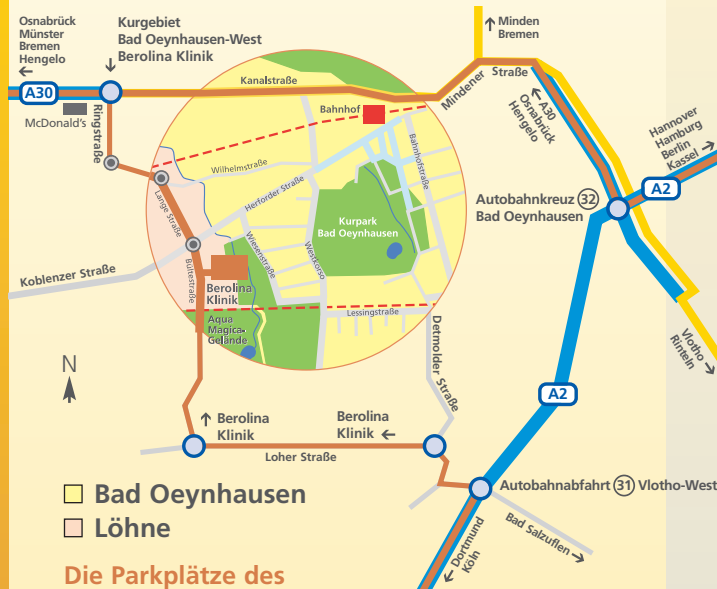 Osnabrück
Münster
Bremen
Hengelo
←
Kurgebiet
Bad Oeynhausen-West
Berolina Klinik
↓
↑ Minden
Bremen
A30
McDonald's
Ringstraße
Kanalstraße
Mindener Straße
Bahnhof
← A30
Osnabrück
Hengelo
Hannover
Hamburg
Berlin
Kassel →
A2
Autobahnkreuz 32
Bad Oeynhausen
Wilhelmstraße
Bahnhofstraße
Lange Straße
Herforder Straße
Kurpark
Bad Oeynhausen
Wiesenstraße
Westkorso
Koblenzer Straße
Bültestraße
Berolina
Klinik
Aqua
Magica-
Gelände
Lessingstraße
Detmolder Straße
Vlotho
Rinteln →
N
A2
↑ Berolina
Klinik
Berolina
Klinik ←
Loher Straße
Autobahnabfahrt 31 Vlotho-West
Bad Salzuflen →
← Dortmund
Köln
Bad Oeynhausen
Löhne
Die Parkplätze des